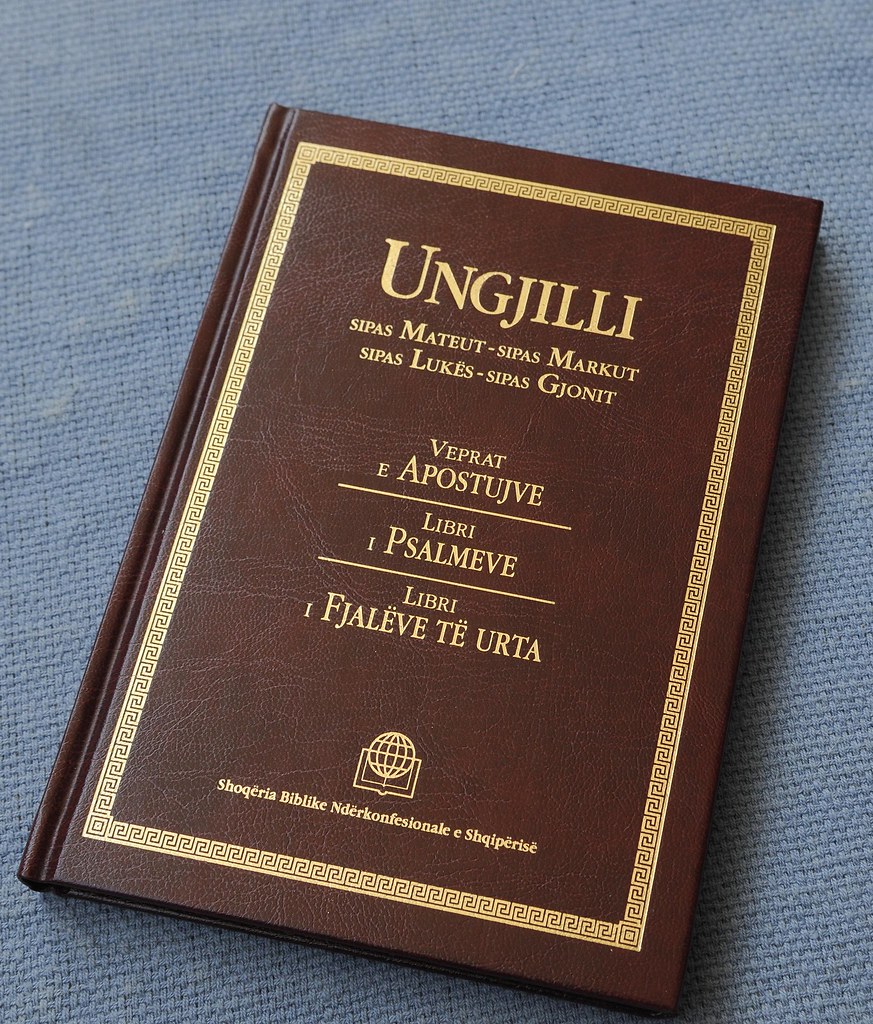 UNGJILLI
SIPAS MATEUT - SIPAS MARKUT
SIPAS LUKËS - SIPAS GJONIT
VEPRAT
E APOSTUJVE
LIBRI
I PSALMEVE
LIBRI
I FJALËVE TË URTA
Shoqëria Biblike Ndërkonfesionale e Shqipërisë